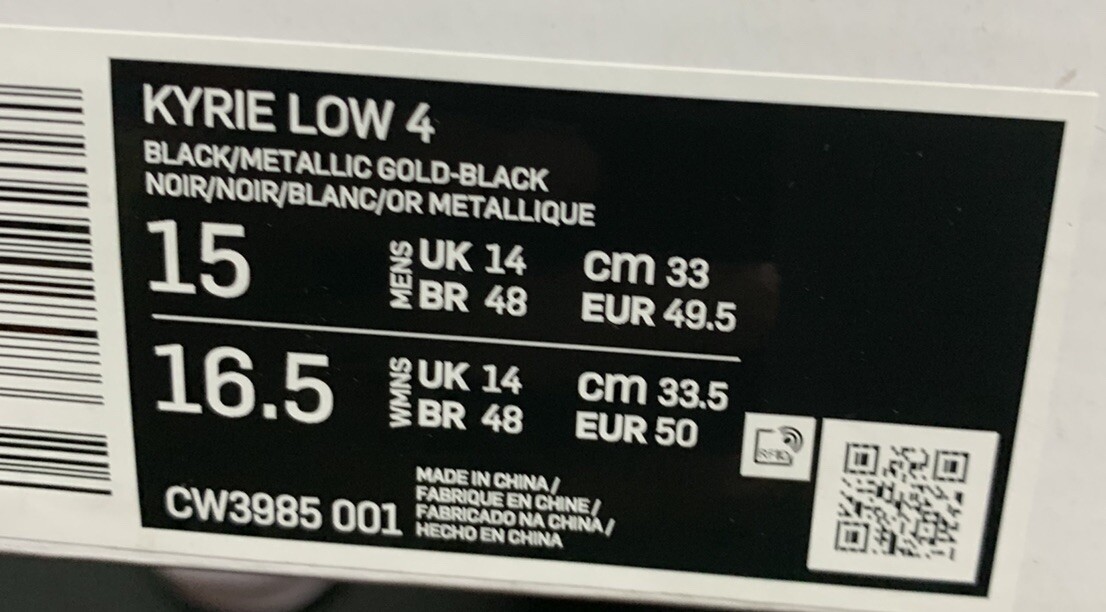 KYRIE LOW 4
BLACK/METALLIC GOLD-BLACK
NOIR/NOIR/BLANC/OR METALLIQUE
15 MENS UK 14 cm 33
BR 48 EUR 49.5
16.5 WMNS UK 14 cm 33.5
BR 48 EUR 50
RFID
CW3985 001
MADE IN CHINA/
FABRIQUE EN CHINE/
FABRICADO NA CHINA/
HECHO EN CHINA